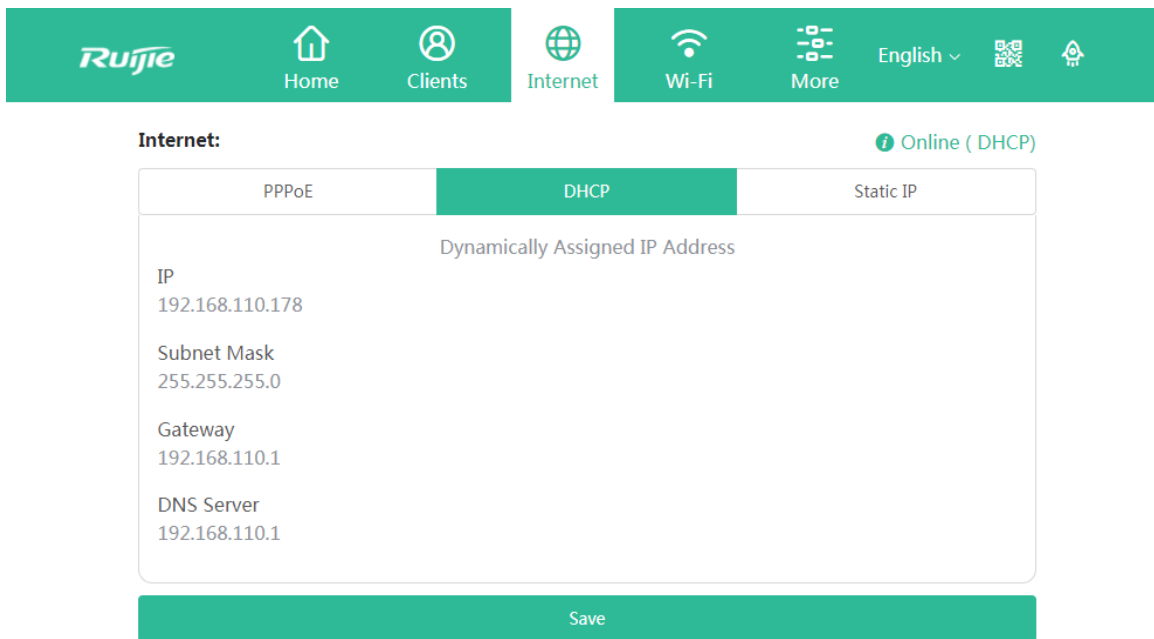 Ruijie
Home
Clients
Internet
Wi-Fi
More
English
Internet:
Online ( DHCP)
PPPoE
DHCP
Static IP
Dynamically Assigned IP Address
IP
192.168.110.178
Subnet Mask
255.255.255.0
Gateway
192.168.110.1
DNS Server
192.168.110.1
Save